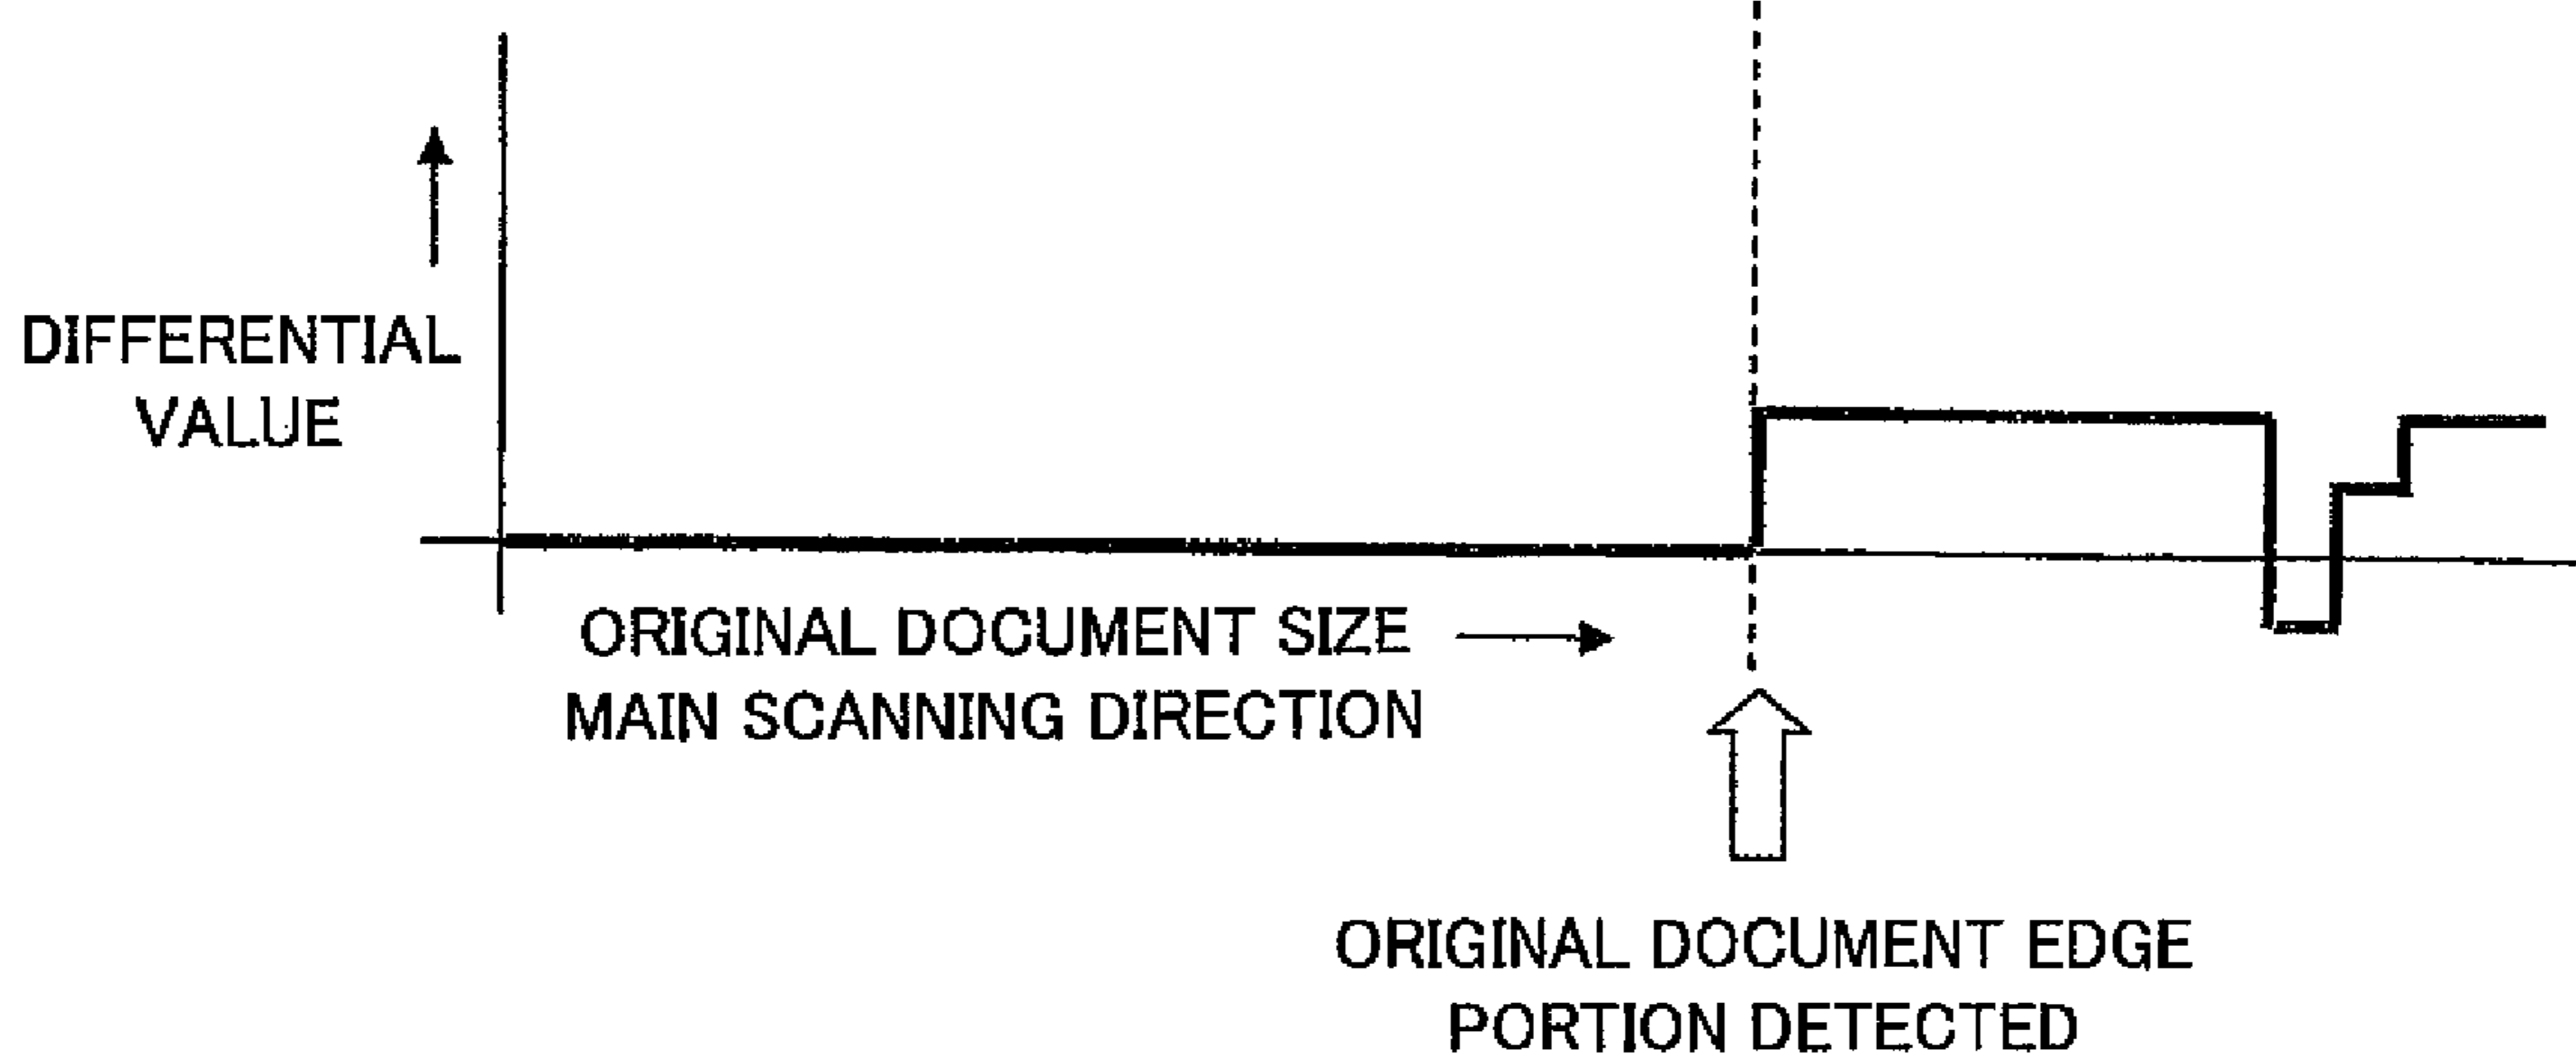 DIFFERENTIAL
VALUE
ORIGINAL DOCUMENT SIZE
MAIN SCANNING DIRECTION
ORIGINAL DOCUMENT EDGE
PORTION DETECTED